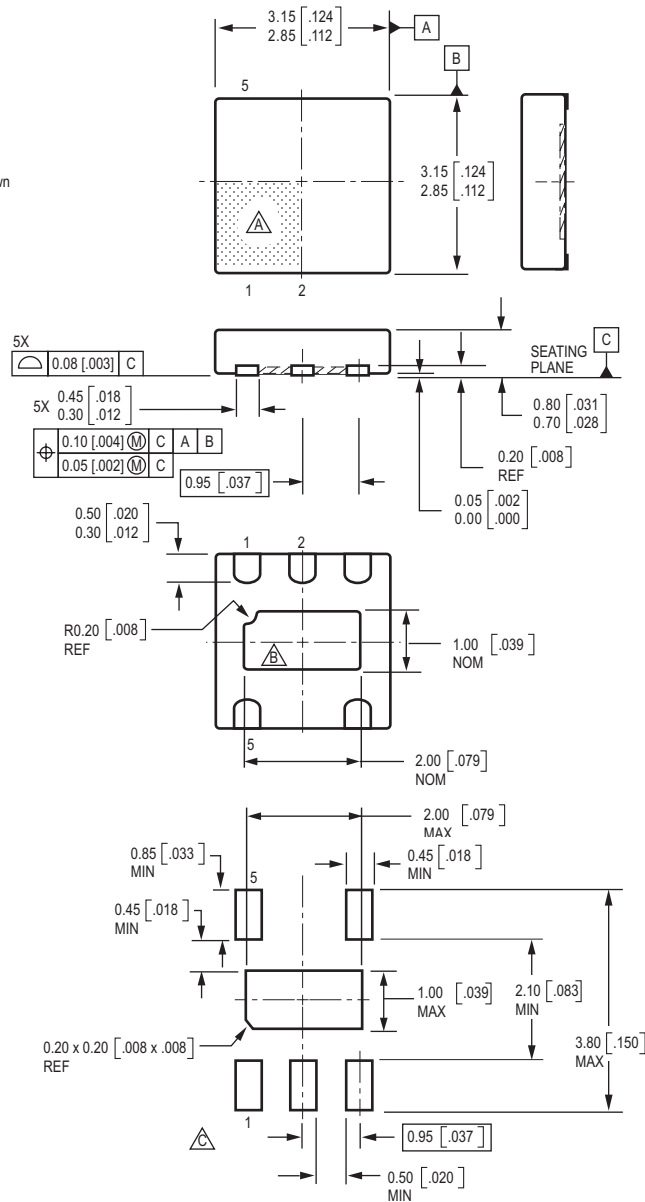 3.15 [.124]
2.85 [.112]
A
B
5
wn
3.15 [.124]
2.85 [.112]
A
1 2
5X
0.08 [.003] C
SEATING
PLANE
C
5X 0.45 [.018]
0.30 [.012]
0.80 [.031]
0.70 [.028]
⌖ 0.10 [.004] Ⓜ C A B
0.05 [.002] Ⓜ C
0.20 [.008]
REF
0.95 [.037]
0.05 [.002]
0.00 [.000]
0.50 [.020]
0.30 [.012]
1 2
R0.20 [.008]
REF
B
1.00 [.039]
NOM
5
2.00 [.079]
NOM
2.00 [.079]
MAX
0.85 [.033]
MIN
5
0.45 [.018]
MIN
0.45 [.018]
MIN
1.00 [.039]
MAX
2.10 [.083]
MIN
0.20 x 0.20 [.008 x .008]
REF
3.80 [.150]
MAX
1
C
0.95 [.037]
0.50 [.020]
MIN